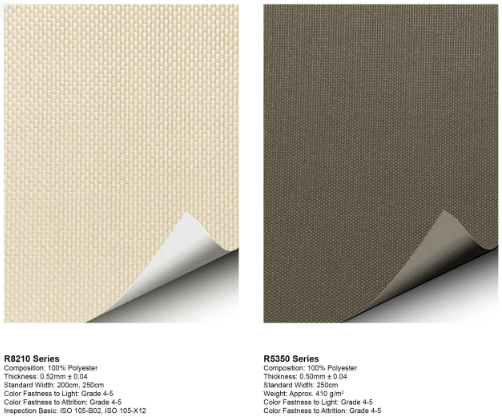 R8210 Series
Composition: 100% Polyester
Thickness: 0.52mm ± 0.04
Standard Width: 200cm, 250cm
Color Fastness to Light: Grade 4-5
Color Fastness to Attrition: Grade 4-5
Inspection Basis: ISO 105-B02, ISO 105-X12
R5350 Series
Composition: 100% Polyester
Thickness: 0.50mm ± 0.04
Standard Width: 250cm
Weight: Approx. 410 g/m²
Color Fastness to Light: Grade 4-5
Color Fastness to Attrition: Grade 4-5